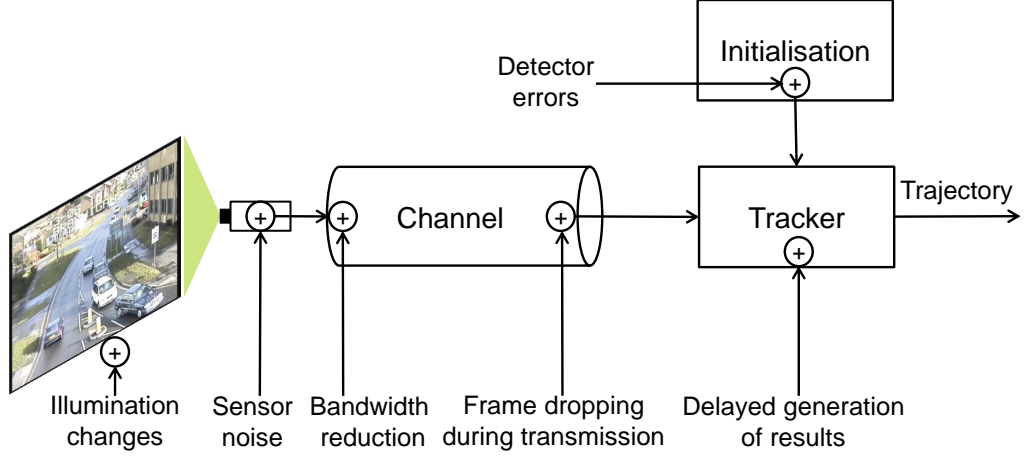 Initialisation
Detector
errors
+
Channel
Tracker
Trajectory
+
+
+
+
+
+
Illumination
changes
Sensor
noise
Bandwidth
reduction
Frame dropping
during transmission
Delayed generation
of results